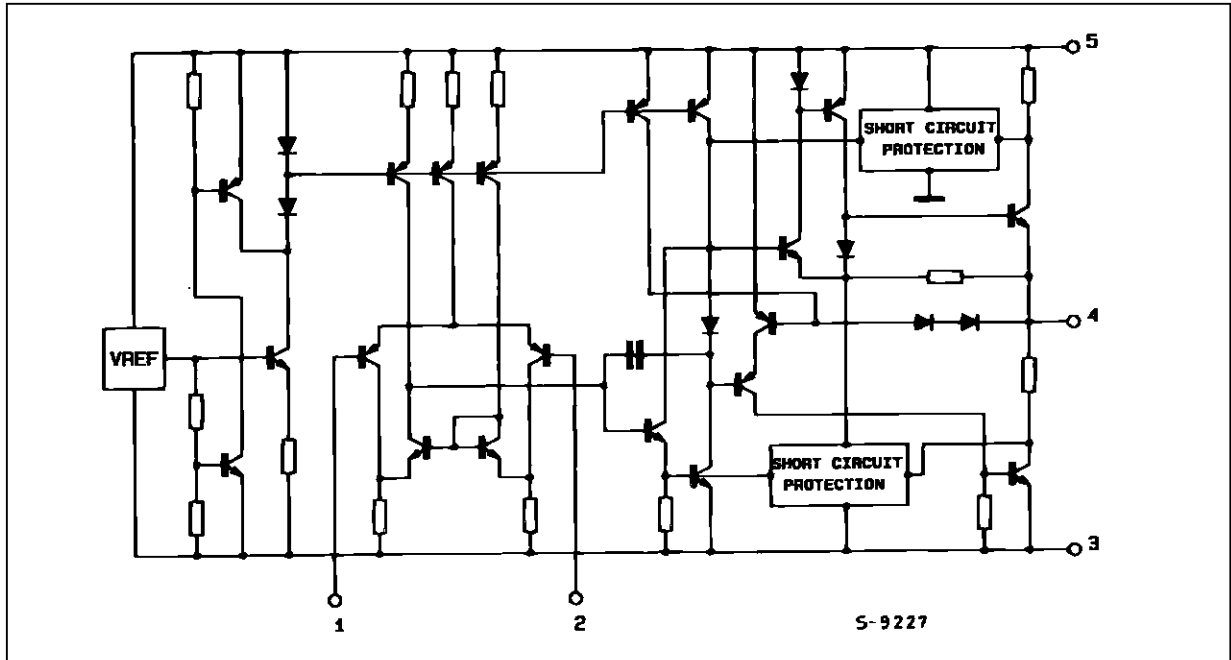 5
SHORT CIRCUIT
PROTECTION
4
VREF
SHORT CIRCUIT
PROTECTION
3
1
2
S-9227